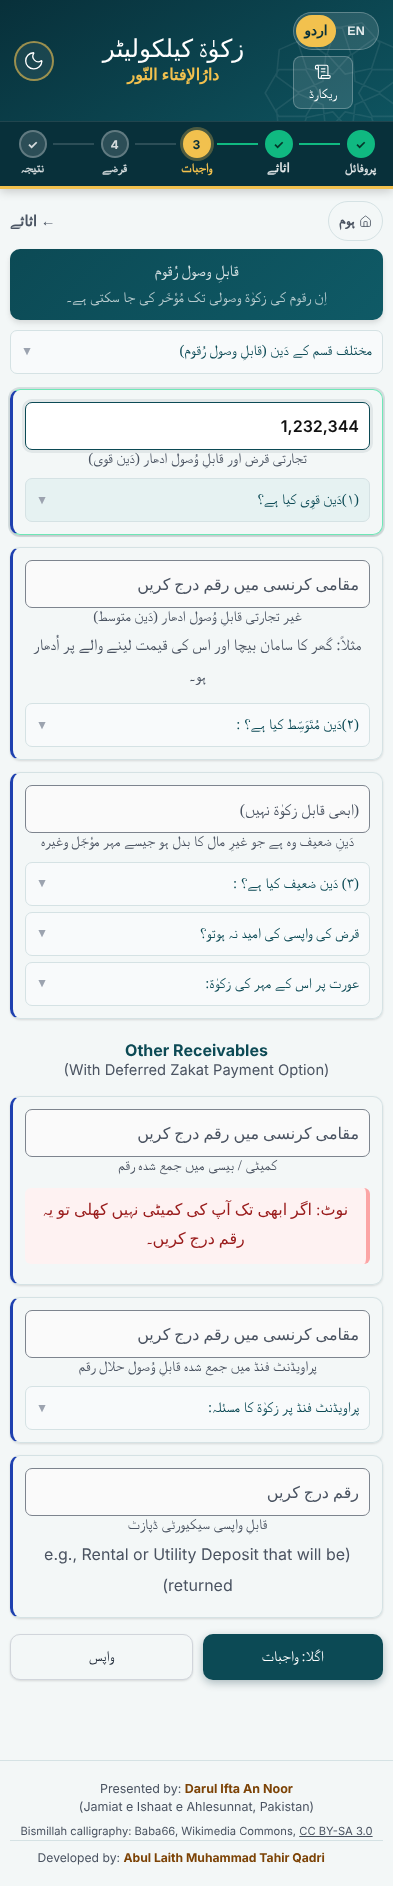 EN
اردو
ریکارڈ
زکوٰۃ کیلکولیٹر
دارُالإفتاء النّور
پروفائل
اثاثے
3
واجبات
4
قرضے
نتیجہ
ہوم
← اثاثے
قابلِ وصول رُقوم
اِن رقوم کی زکوٰۃ وصولی تک مُؤخّر کی جا سکتی ہے۔
مختلف قسم کے دَین (قابلِ وصول رُقوم)
1,232,344
تجارتی قرض اور قابلِ وُصول ادھار (دَین قوی)
(۱)دَین قوِی کیا ہے؟
مقامی کرنسی میں رقم درج کریں
غیر تجارتی قابلِ وُصول ادھار (دَین متوسط)
مثلاً: گھر کا سامان بیچا اور اس کی قیمت لینے والے پر اُدھار
ہو۔
(۲)دَین مُتَوَسِّط کیا ہے؟ :
(ابھی قابل زکوٰۃ نہیں)
دَینِ ضعیف وہ ہے جو غیرِ مال کا بدل ہو جیسے مہر مؤجّل وغیرہ
(۳) دَین ضعیف کیا ہے؟ :
قرض کی واپسی کی امید نہ ہوتو؟
عورت پر اس کے مہر کی زکوٰۃ:
Other Receivables
(With Deferred Zakat Payment Option)
مقامی کرنسی میں رقم درج کریں
کمیٹی / بیسی میں جمع شدہ رقم
نوٹ: اگر ابھی تک آپ کی کمیٹی نہیں کھلی تو یہ
رقم درج کریں۔
مقامی کرنسی میں رقم درج کریں
پراویڈنٹ فنڈ میں جمع شدہ قابلِ وُصول حلال رقم
پراویڈنٹ فنڈ پر زکوٰۃ کا مسئلہ:
رقم درج کریں
قابلِ واپسی سیکیورٹی ڈپازٹ
e.g., Rental or Utility Deposit that will be)
(returned
اگلا: واجبات
واپس
Presented by: Darul Ifta An Noor
(Jamiat e Ishaat e Ahlesunnat, Pakistan)
Bismillah calligraphy: Baba66, Wikimedia Commons, CC BY-SA 3.0
Developed by: Abul Laith Muhammad Tahir Qadri